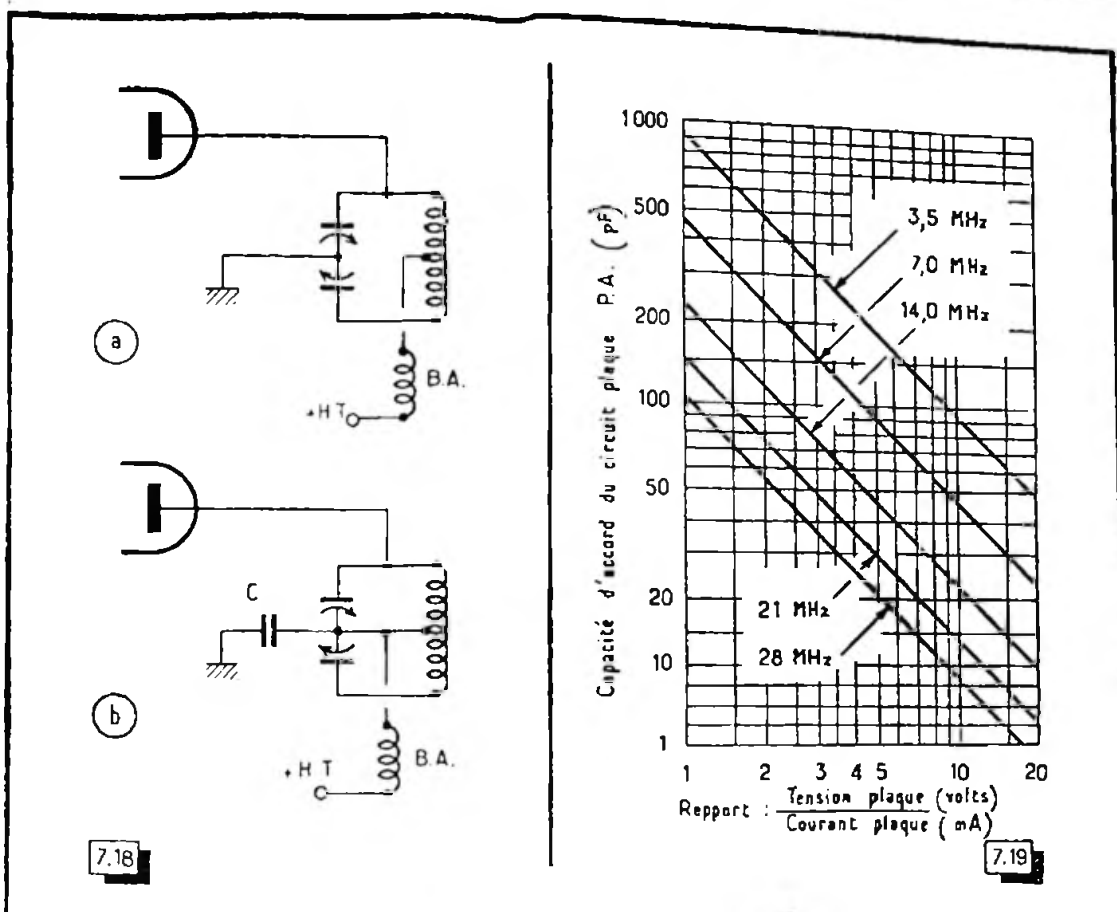 a
B.A.
+HT
b
C
B.A.
+HT
7.18
Capacité d'accord du circuit plaque P.A. (pF)
1000
500
200
100
50
20
10
1
3,5 MHz
7,0 MHz
14,0 MHz
21 MHz
28 MHz
1 2 3 4 5 10 20
Rapport : Tension plaque (volts)
Courant plaque (mA)
7.19